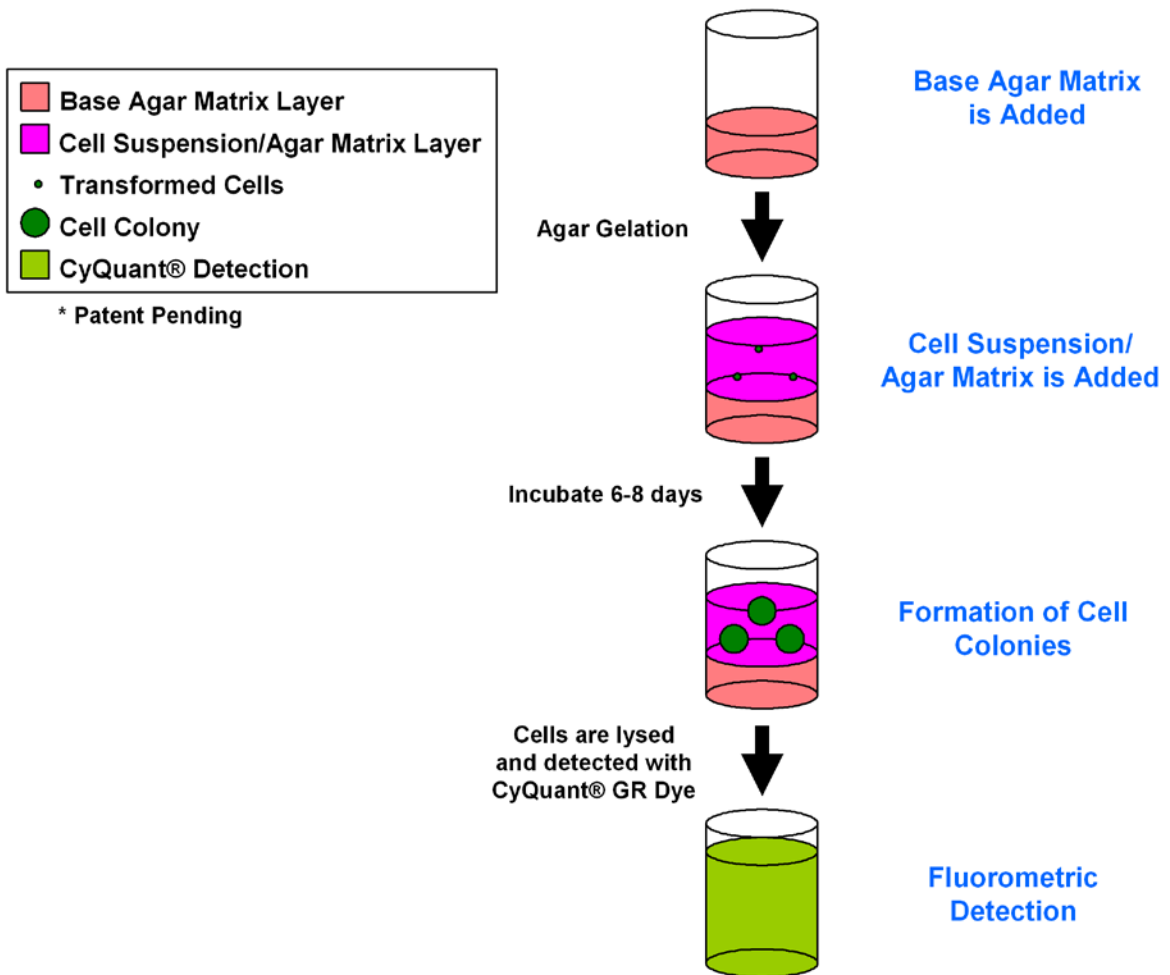 Base Agar Matrix Layer
Cell Suspension/Agar Matrix Layer
Transformed Cells
Cell Colony
CyQuant® Detection
* Patent Pending
Base Agar Matrix
is Added
Agar Gelation
Cell Suspension/
Agar Matrix is Added
Incubate 6-8 days
Formation of Cell
Colonies
Cells are lysed
and detected with
CyQuant® GR Dye
Fluorometric
Detection